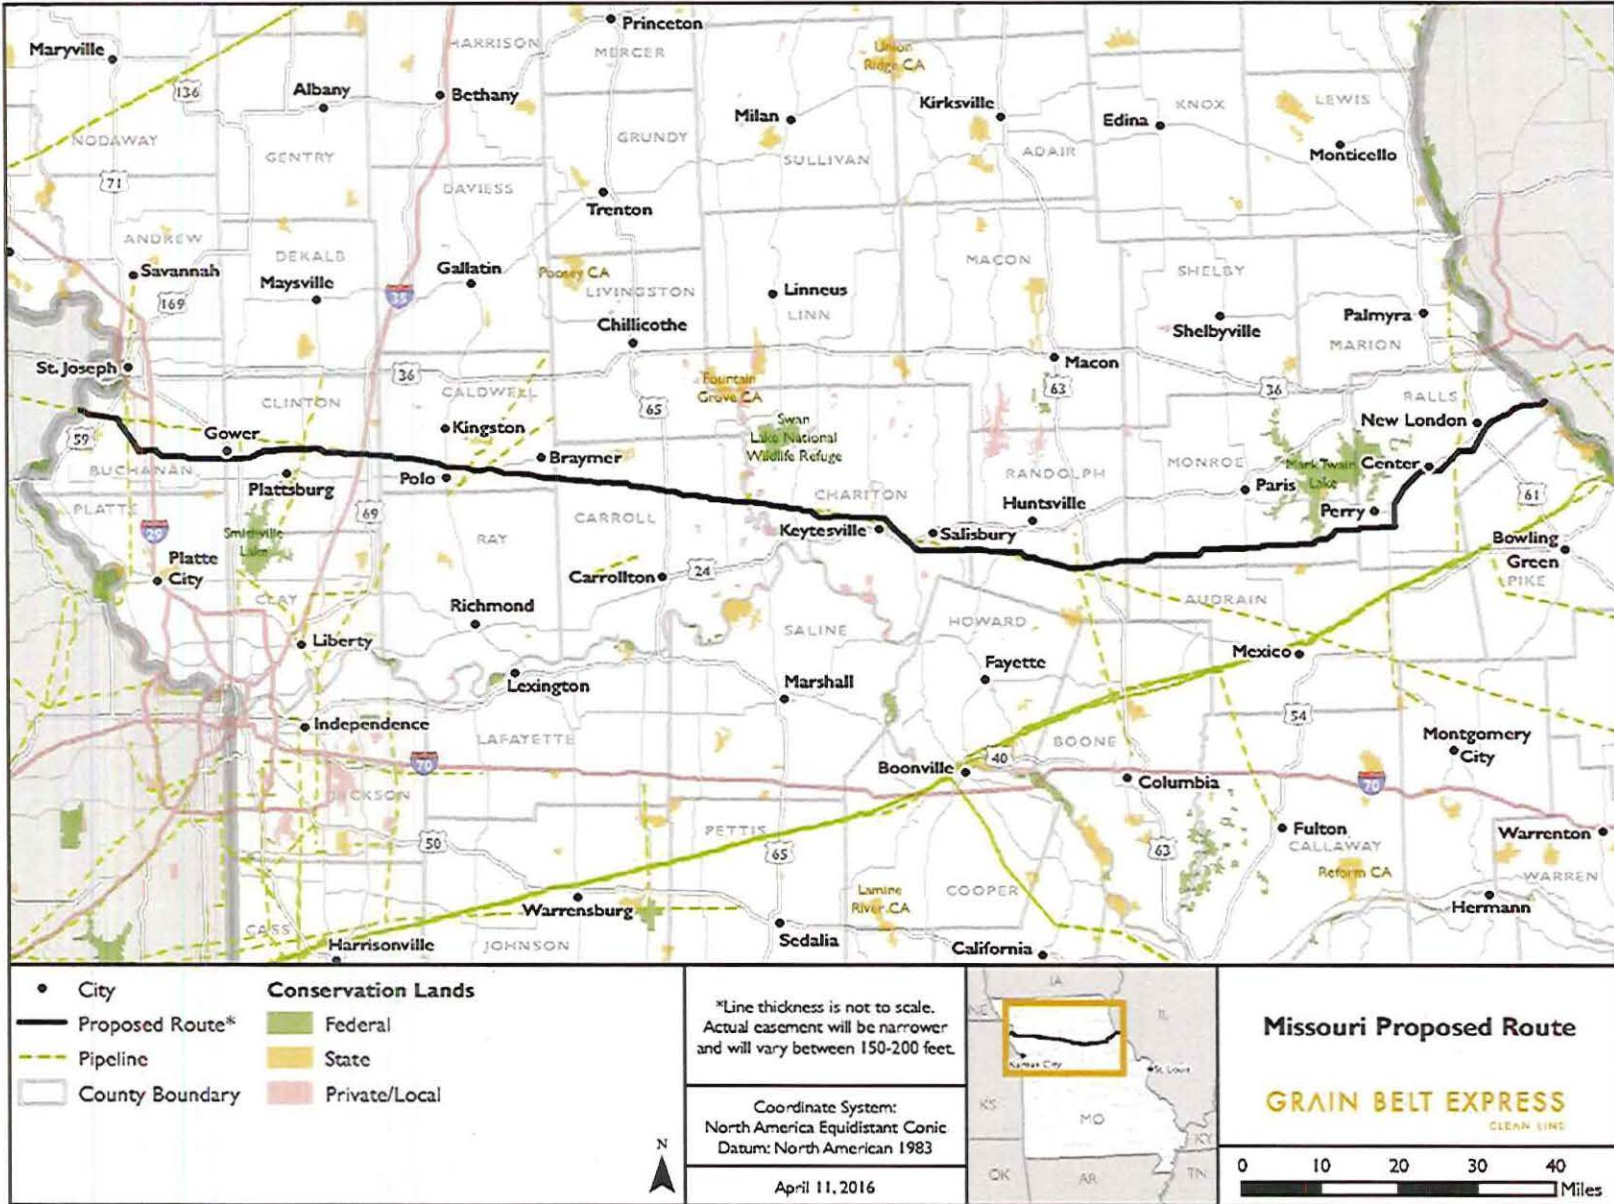 Princeton
Maryville
HARRISON
MERCER
Union
Ridge CA
136
Albany
Bethany
Milan
Kirksville
Edina
KNOX
LEWIS
NODAWAY
GENTRY
GRUNDY
SULLIVAN
ADAIR
Monticello
71
DAVIESS
Trenton
ANDREW
DEKALB
Savannah
Maysville
169
Gallatin
35
Poosey CA
LIVINGSTON
Linneus
LINN
MACON
SHELBY
Chillicothe
Shelbyville
Palmyra
MARION
St. Joseph
36
CALDWELL
Fountain
Grove CA
Macon
63
36
CLINTON
65
RALLS
59
Gower
Kingston
Swan
Lake National
Wildlife Refuge
New London
BUCHANAN
Braymer
RANDOLPH
MONROE
Mark Twain
Lake
Center
Plattsburg
Polo
CHARITON
Paris
61
PLATTE
69
CARROLL
Huntsville
Perry
29
Smithville
Lake
RAY
Keytesville
Salisbury
Bowling
Green
Platte
City
Carrollton
24
PIKE
CLAY
Richmond
HOWARD
AUDRAIN
Liberty
SALINE
Fayette
Mexico
Lexington
Marshall
Independence
LAFAYETTE
BOONE
54
Montgomery
City
70
Boonville
40
Columbia
70
JACKSON
PETTIS
50
65
63
Fulton
CALLAWAY
Warrenton
Lamine
River CA
COOPER
Reform CA
WARREN
Warrensburg
Hermann
CASS
Harrisonville
JOHNSON
Sedalia
California
City
Proposed Route*
Pipeline
County Boundary
Conservation Lands
Federal
State
Private/Local
N
*Line thickness is not to scale.
Actual easement will be narrower
and will vary between 150-200 feet.
Coordinate System:
North America Equidistant Conic
Datum: North American 1983
April 11, 2016
IA
NE
IL
Kansas City
St. Louis
KS
MO
KY
OK
AR
TN
Missouri Proposed Route
GRAIN BELT EXPRESS
CLEAN LINE
0 10 20 30 40
Miles